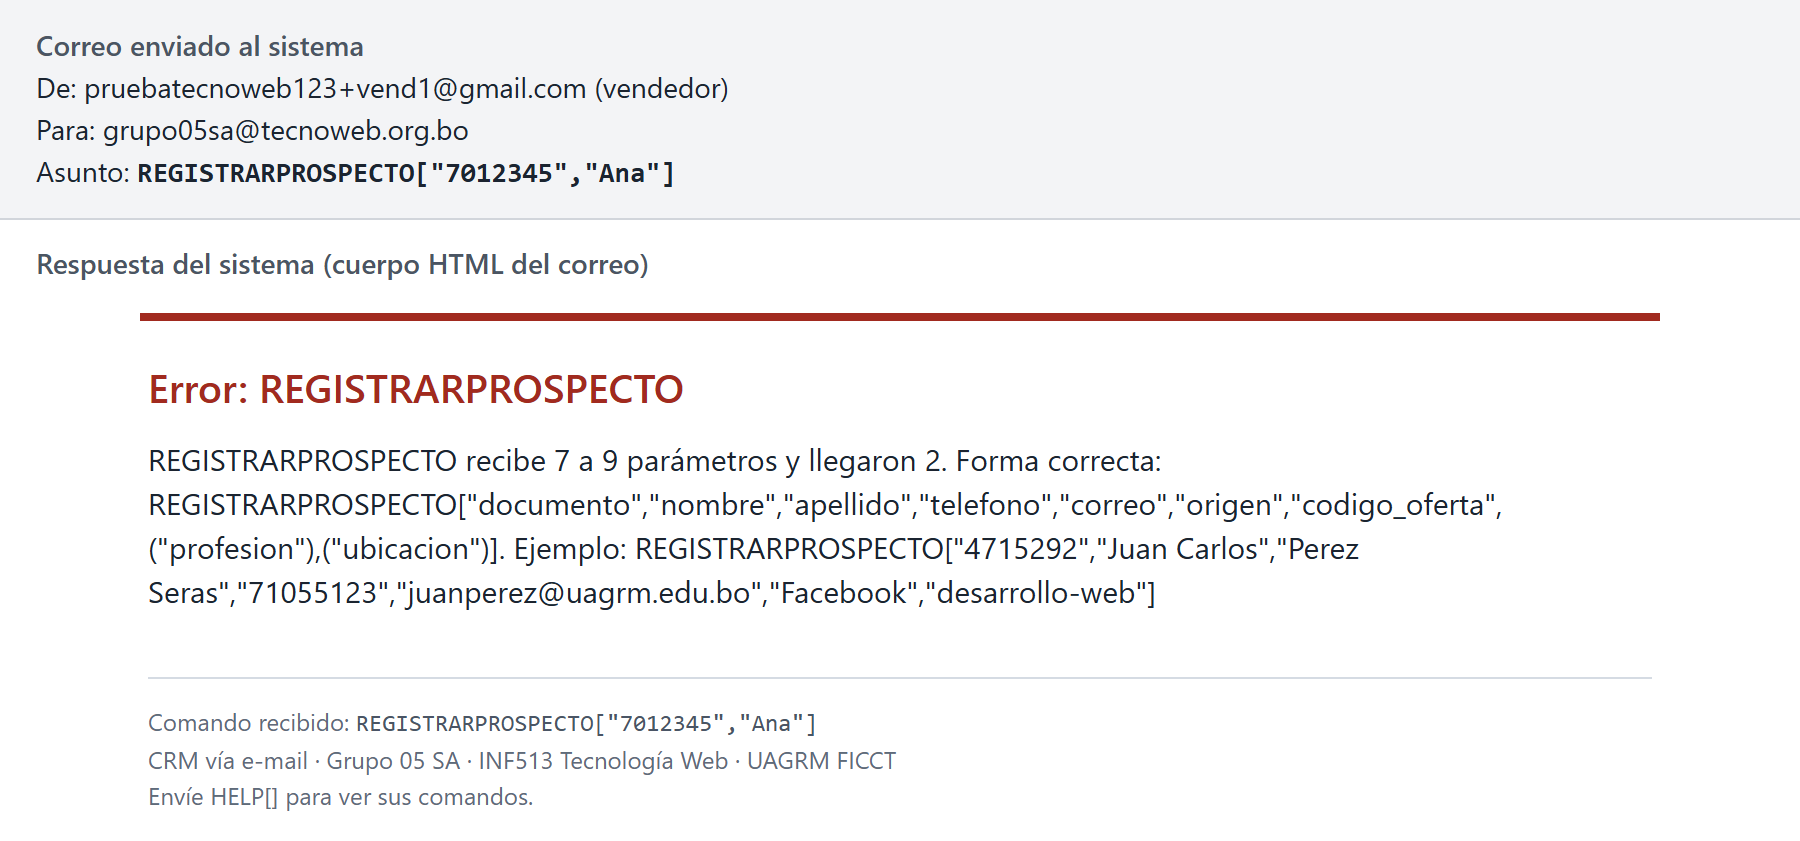 Correo enviado al sistema
De: pruebatecnoweb123+vend1@gmail.com (vendedor)
Para: grupo05sa@tecnoweb.org.bo
Asunto: REGISTRARPROSPECTO["7012345","Ana"]
Respuesta del sistema (cuerpo HTML del correo)
Error: REGISTRARPROSPECTO
REGISTRARPROSPECTO recibe 7 a 9 parámetros y llegaron 2. Forma correcta:
REGISTRARPROSPECTO["documento","nombre","apellido","telefono","correo","origen","codigo_oferta",
("profesion"),("ubicacion")]. Ejemplo: REGISTRARPROSPECTO["4715292","Juan Carlos","Perez
Seras","71055123","juanperez@uagrm.edu.bo","Facebook","desarrollo-web"]
Comando recibido: REGISTRARPROSPECTO["7012345","Ana"]
CRM vía e-mail · Grupo 05 SA · INF513 Tecnología Web · UAGRM FICCT
Envíe HELP[] para ver sus comandos.